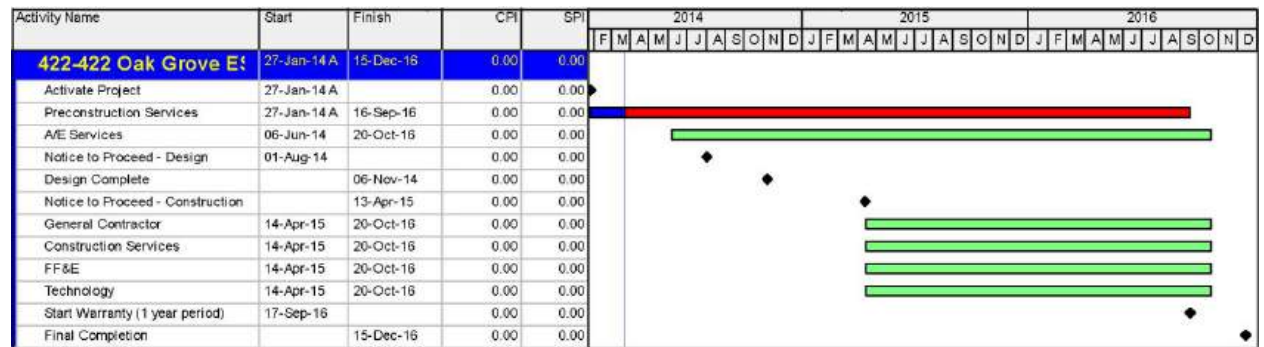 Activity Name Start Finish CPI SPI 2014 2015 2016
F M A M J J A S O N D J F M A M J J A S O N D J F M A M J J A S O N D
422-422 Oak Grove ES 27-Jan-14 A 15-Dec-16 0.00 0.00
Activate Project 27-Jan-14 A 0.00 0.00
Preconstruction Services 27-Jan-14 A 16-Sep-16 0.00 0.00
A/E Services 06-Jun-14 20-Oct-16 0.00 0.00
Notice to Proceed - Design 01-Aug-14 0.00 0.00
Design Complete 06-Nov-14 0.00 0.00
Notice to Proceed - Construction 13-Apr-15 0.00 0.00
General Contractor 14-Apr-15 20-Oct-16 0.00 0.00
Construction Services 14-Apr-15 20-Oct-16 0.00 0.00
FF&E 14-Apr-15 20-Oct-16 0.00 0.00
Technology 14-Apr-15 20-Oct-16 0.00 0.00
Start Warranty (1 year period) 17-Sep-16 0.00 0.00
Final Completion 15-Dec-16 0.00 0.00